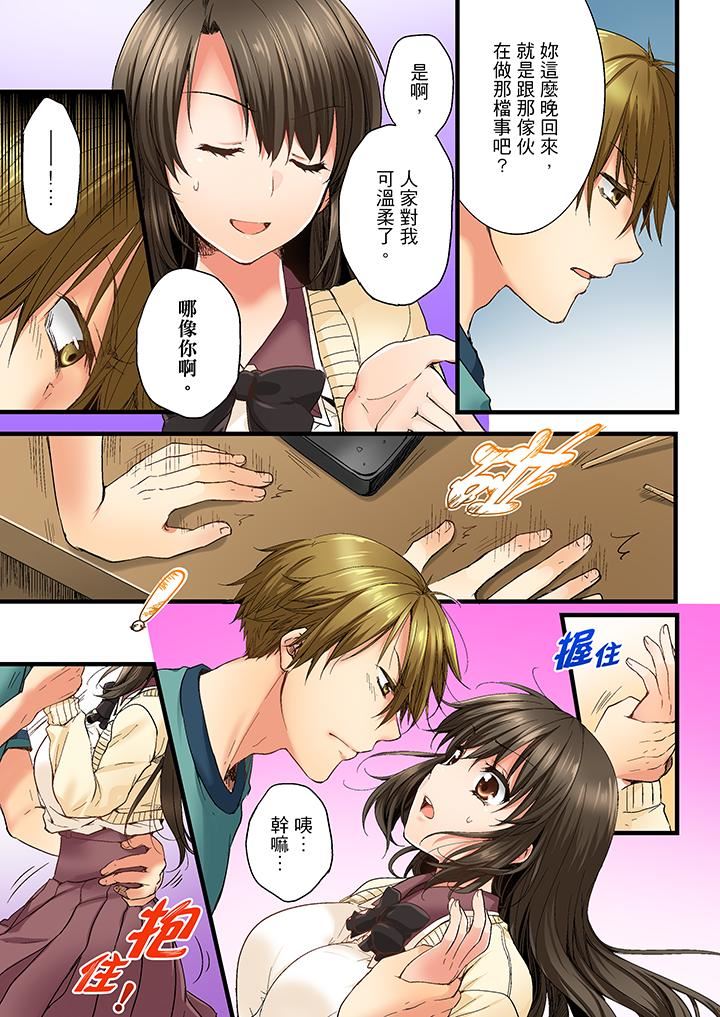 妳這麼晚回來，
就是跟那傢伙
在做那檔事吧？
是啊，
人家對我
可溫柔了。
哪像你啊。
──！…
握住
咦…
幹嘛…
抱住！